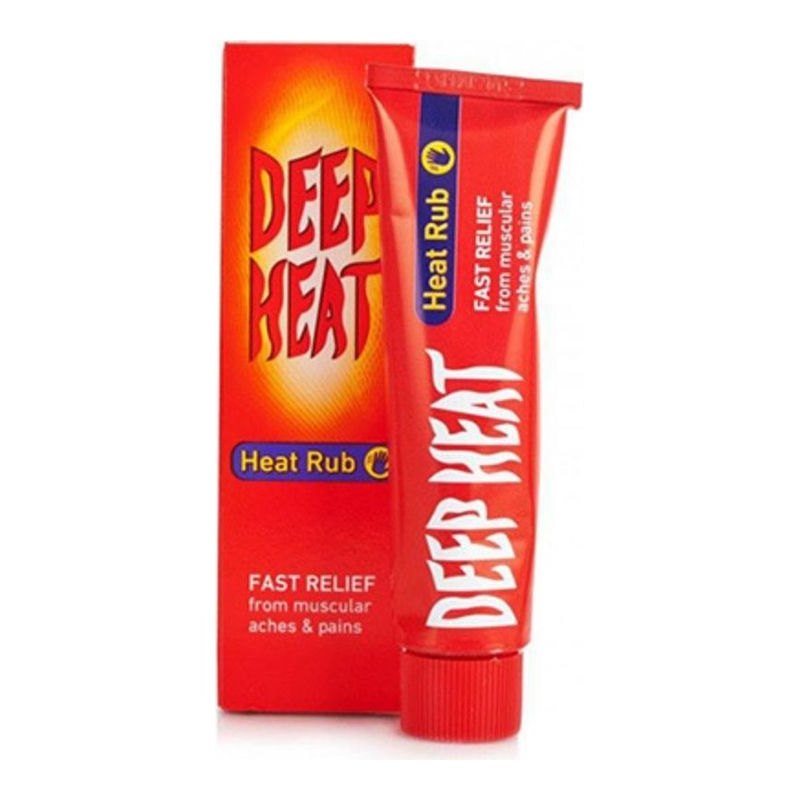 DEEP
HEAT
Heat Rub
FAST RELIEF
from muscular
aches & pains
Heat Rub
FAST RELIEF
from muscular
aches & pains
DEEP HEAT